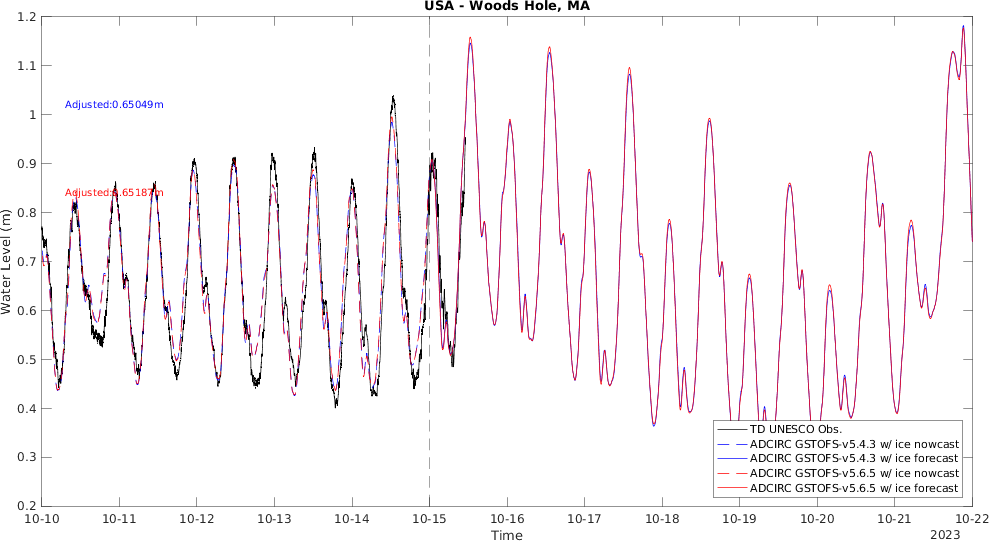 USA - Woods Hole, MA
1.2
1.1
1
0.9
0.8
0.7
0.6
0.5
0.4
0.3
0.2
Water Level (m)
Adjusted:0.65049m
Adjusted:0.65187m
TD UNESCO Obs.
ADCIRC GSTOFS-v5.4.3 w/ ice nowcast
ADCIRC GSTOFS-v5.4.3 w/ ice forecast
ADCIRC GSTOFS-v5.6.5 w/ ice nowcast
ADCIRC GSTOFS-v5.6.5 w/ ice forecast
10-10 10-11 10-12 10-13 10-14 10-15 10-16 10-17 10-18 10-19 10-20 10-21 10-22
Time
2023